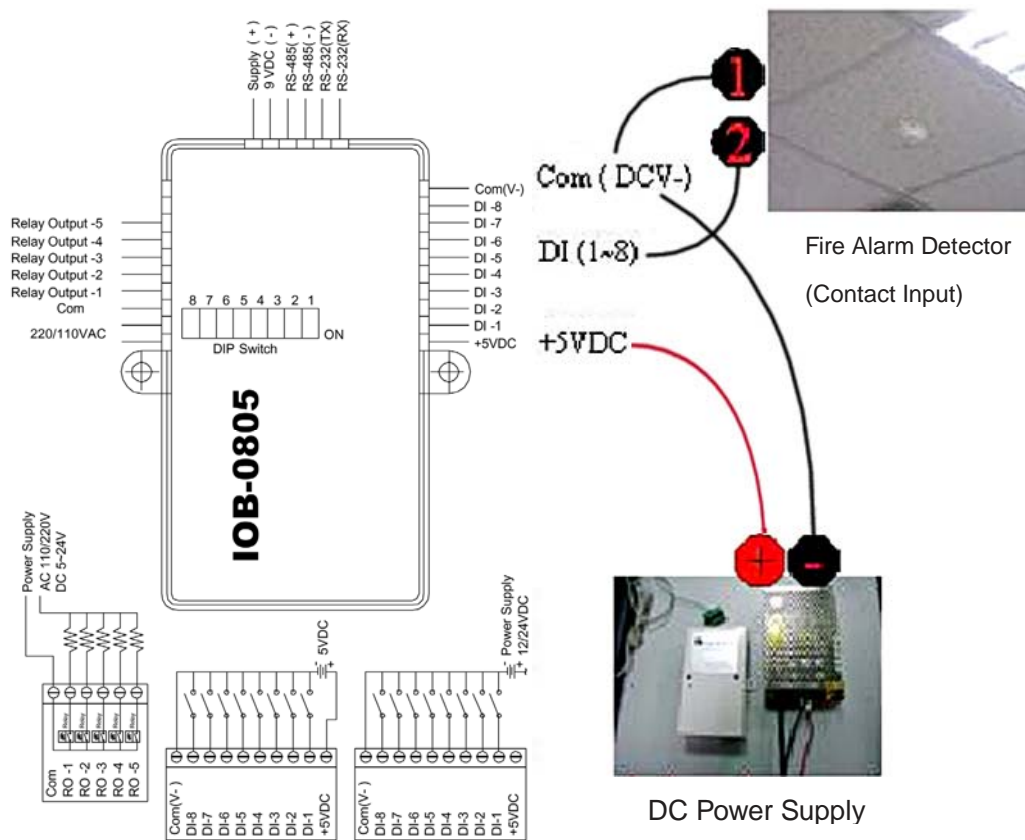 Supply ( + )
9 VDC ( - )
RS-485( + )
RS-485( - )
RS-232(TX)
RS-232(RX)
Com(V-)
DI -8
DI -7
DI -6
DI -5
DI -4
DI -3
DI -2
DI -1
+5VDC
Relay Output -5
Relay Output -4
Relay Output -3
Relay Output -2
Relay Output -1
Com
220/110VAC
8 7 6 5 4 3 2 1
ON
DIP Switch
IOB-0805
1
2
Com ( DCV-)
DI (1~8)
+5VDC
Fire Alarm Detector
(Contact Input)
+
-
DC Power Supply
Power Supply
AC 110/220V
DC 5~24V
Relay
Relay
Relay
Relay
Relay
Com
RO -1
RO -2
RO -3
RO -4
RO -5
- +
5VDC
Com(V-)
DI-8
DI-7
DI-6
DI-5
DI-4
DI-3
DI-2
DI-1
+5VDC
- +
Power Supply
12/24VDC
Com(V-)
DI-8
DI-7
DI-6
DI-5
DI-4
DI-3
DI-2
DI-1
+5VDC